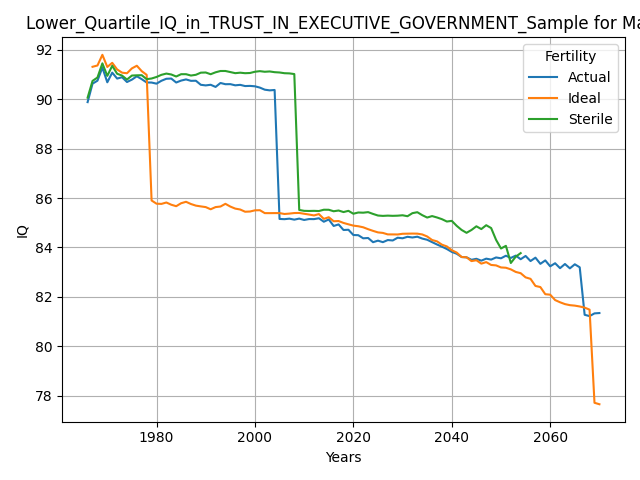 Lower_Quartile_IQ_in_TRUST_IN_EXECUTIVE_GOVERNMENT_Sample for Ma
Fertility
Actual
Ideal
Sterile
92
90
88
86
84
82
80
78
IQ
1980
2000
2020
2040
2060
Years